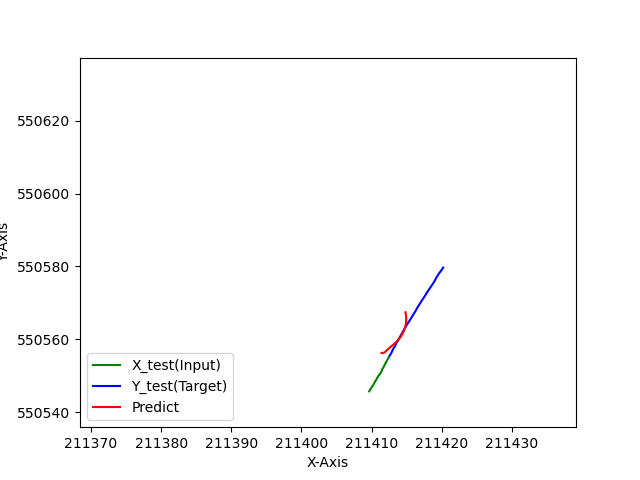 550620
550600
550580
550560
550540
Y-Axis
X_test(Input)
Y_test(Target)
Predict
211370 211380 211390 211400 211410 211420 211430
X-Axis